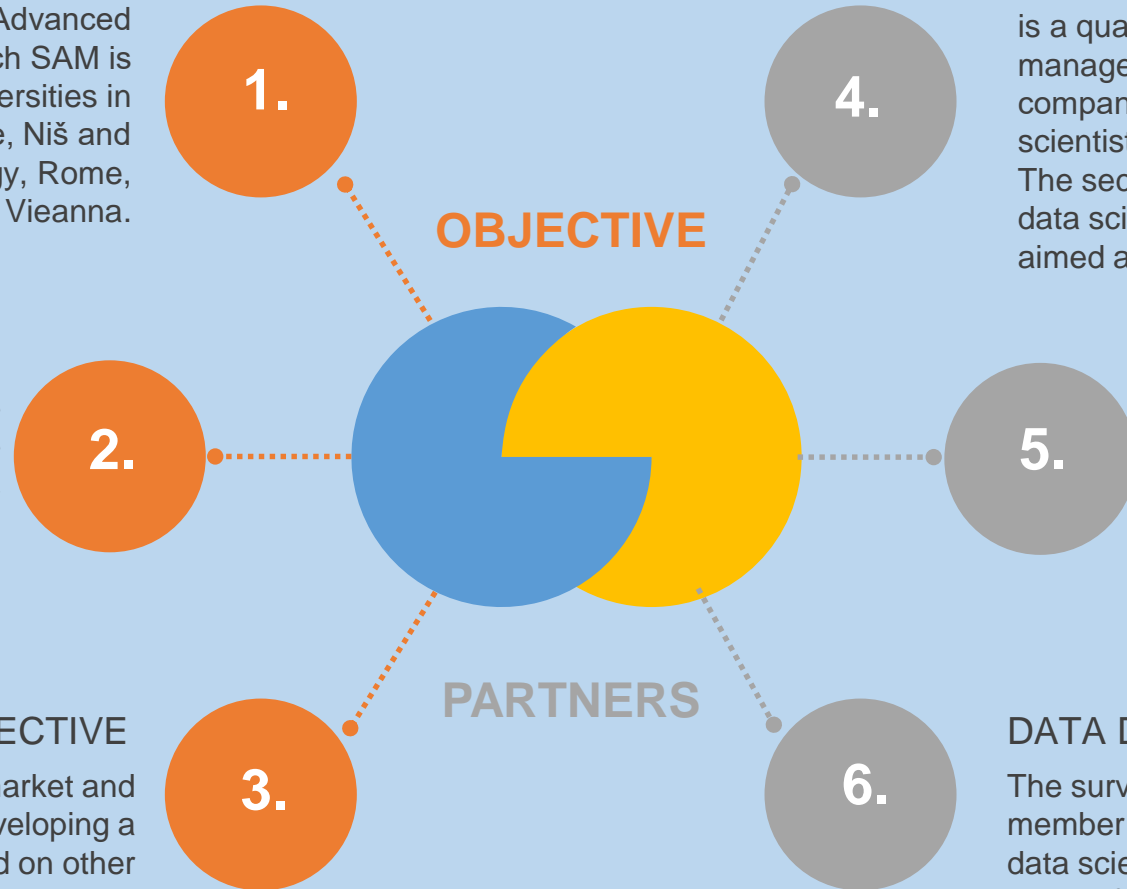 Advanced
ch SAM is
ersities in
e, Niš and
gy, Rome,
Vieanna.
1.
OBJECTIVE
2.
ECTIVE
arket and
veloping a
d on other
3.
4.
is a qua
manage
compan
scientist
The sec
data sci
aimed a
5.
PARTNERS
6.
DATA D
The surv
member
data scie